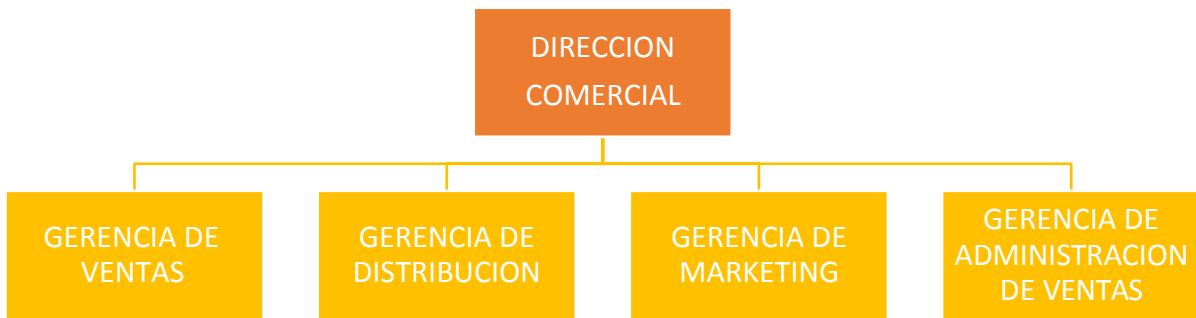 DIRECCION
COMERCIAL
GERENCIA DE
VENTAS
GERENCIA DE
DISTRIBUCION
GERENCIA DE
MARKETING
GERENCIA DE
ADMINISTRACION
DE VENTAS